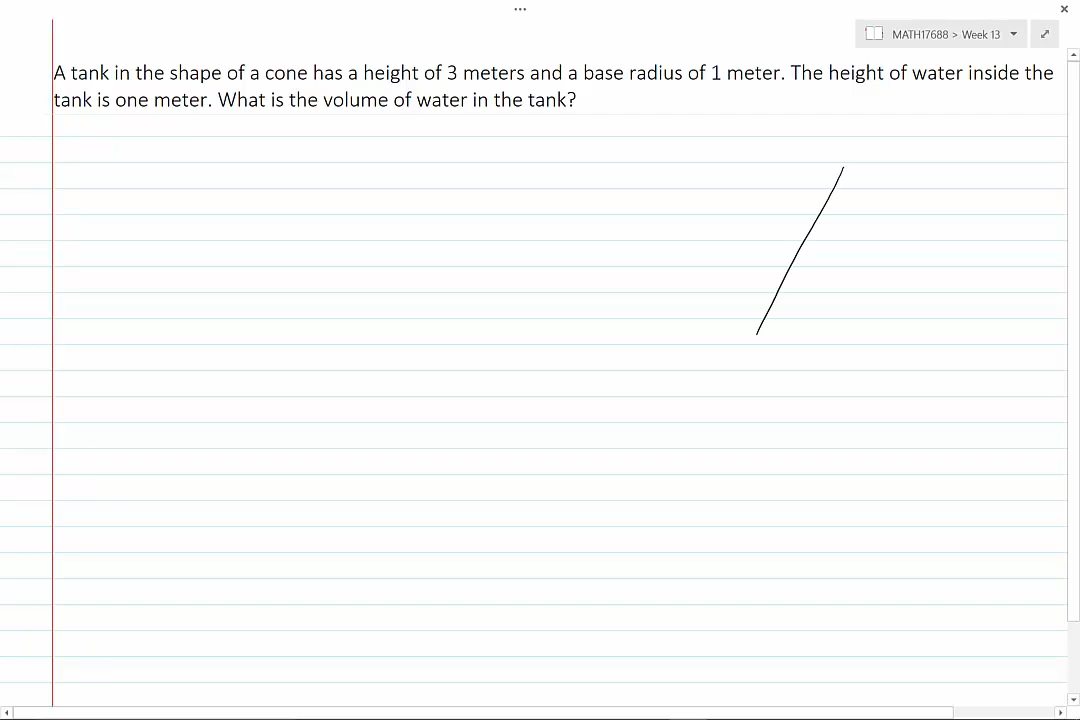 MATH17688 > Week 13
A tank in the shape of a cone has a height of 3 meters and a base radius of 1 meter. The height of water inside the
tank is one meter. What is the volume of water in the tank?